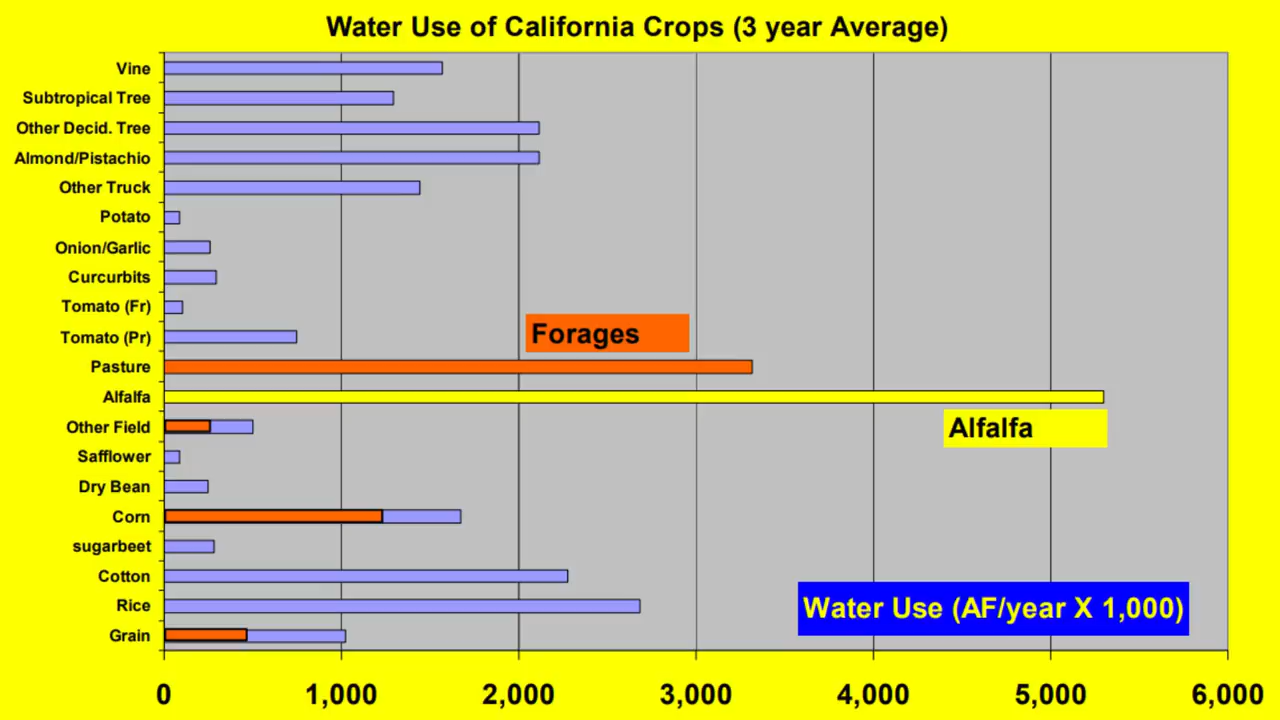 Water Use of California Crops (3 year Average)
Vine
Subtropical Tree
Other Decid. Tree
Almond/Pistachio
Other Truck
Potato
Onion/Garlic
Curcurbits
Tomato (Fr)
Tomato (Pr)
Forages
Pasture
Alfalfa
Other Field
Alfalfa
Safflower
Dry Bean
Corn
sugarbeet
Cotton
Rice
Water Use (AF/year X 1,000)
Grain
0 1,000 2,000 3,000 4,000 5,000 6,000